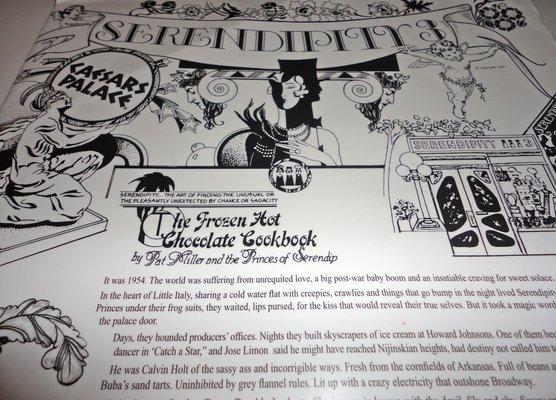 SERENDIPITY 3
CAESARS
PALACE
SERENDIPITY 3
SERENDIPITY... THE ART OF FINDING THE UNUSUAL OR
THE PLEASANTLY UNEXPECTED BY CHANCE OR SAGACITY
The Frozen Hot
Chocolate Cookbook
by Pat Miller and the Princes of Serendip
It was 1954. The world was suffering from unrequited love, a big post-war baby boom and an insatiable craving for sweet solace.
In the heart of Little Italy, sharing a cold water flat with creepies, crawlies and things that go bump in the night lived Serendipity
Princes under their frog suits, they waited, lips pursed, for the kiss that would reveal their true selves. But it took a magic word
the palace door.
Days, they hounded producers' offices. Nights they built skyscrapers of ice cream at Howard Johnsons. One of them
dancer in 'Catch a Star," and Jose Limon said he might have reached Nijinskian heights, had destiny not called him
He was Calvin Holt of the sassy ass and incorrigible ways. Fresh from the cornfields of Arkansas. Full of beans
Buba's sand tarts. Uninhibited by grey flannel rules. Lit up with a crazy electricity that outshone Broadway.